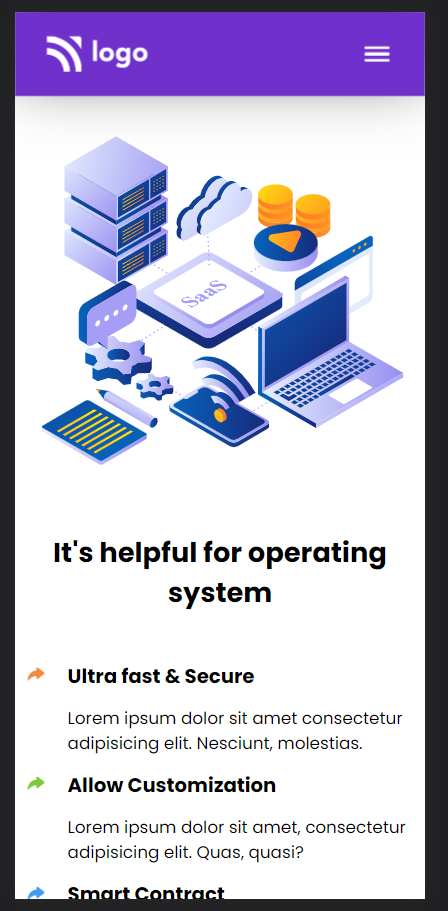 logo
SaaS
It's helpful for operating
system
Ultra fast & Secure
Lorem ipsum dolor sit amet consectetur
adipisicing elit. Nesciunt, molestias.
Allow Customization
Lorem ipsum dolor sit amet, consectetur
adipisicing elit. Quas, quasi?
Smart Contract